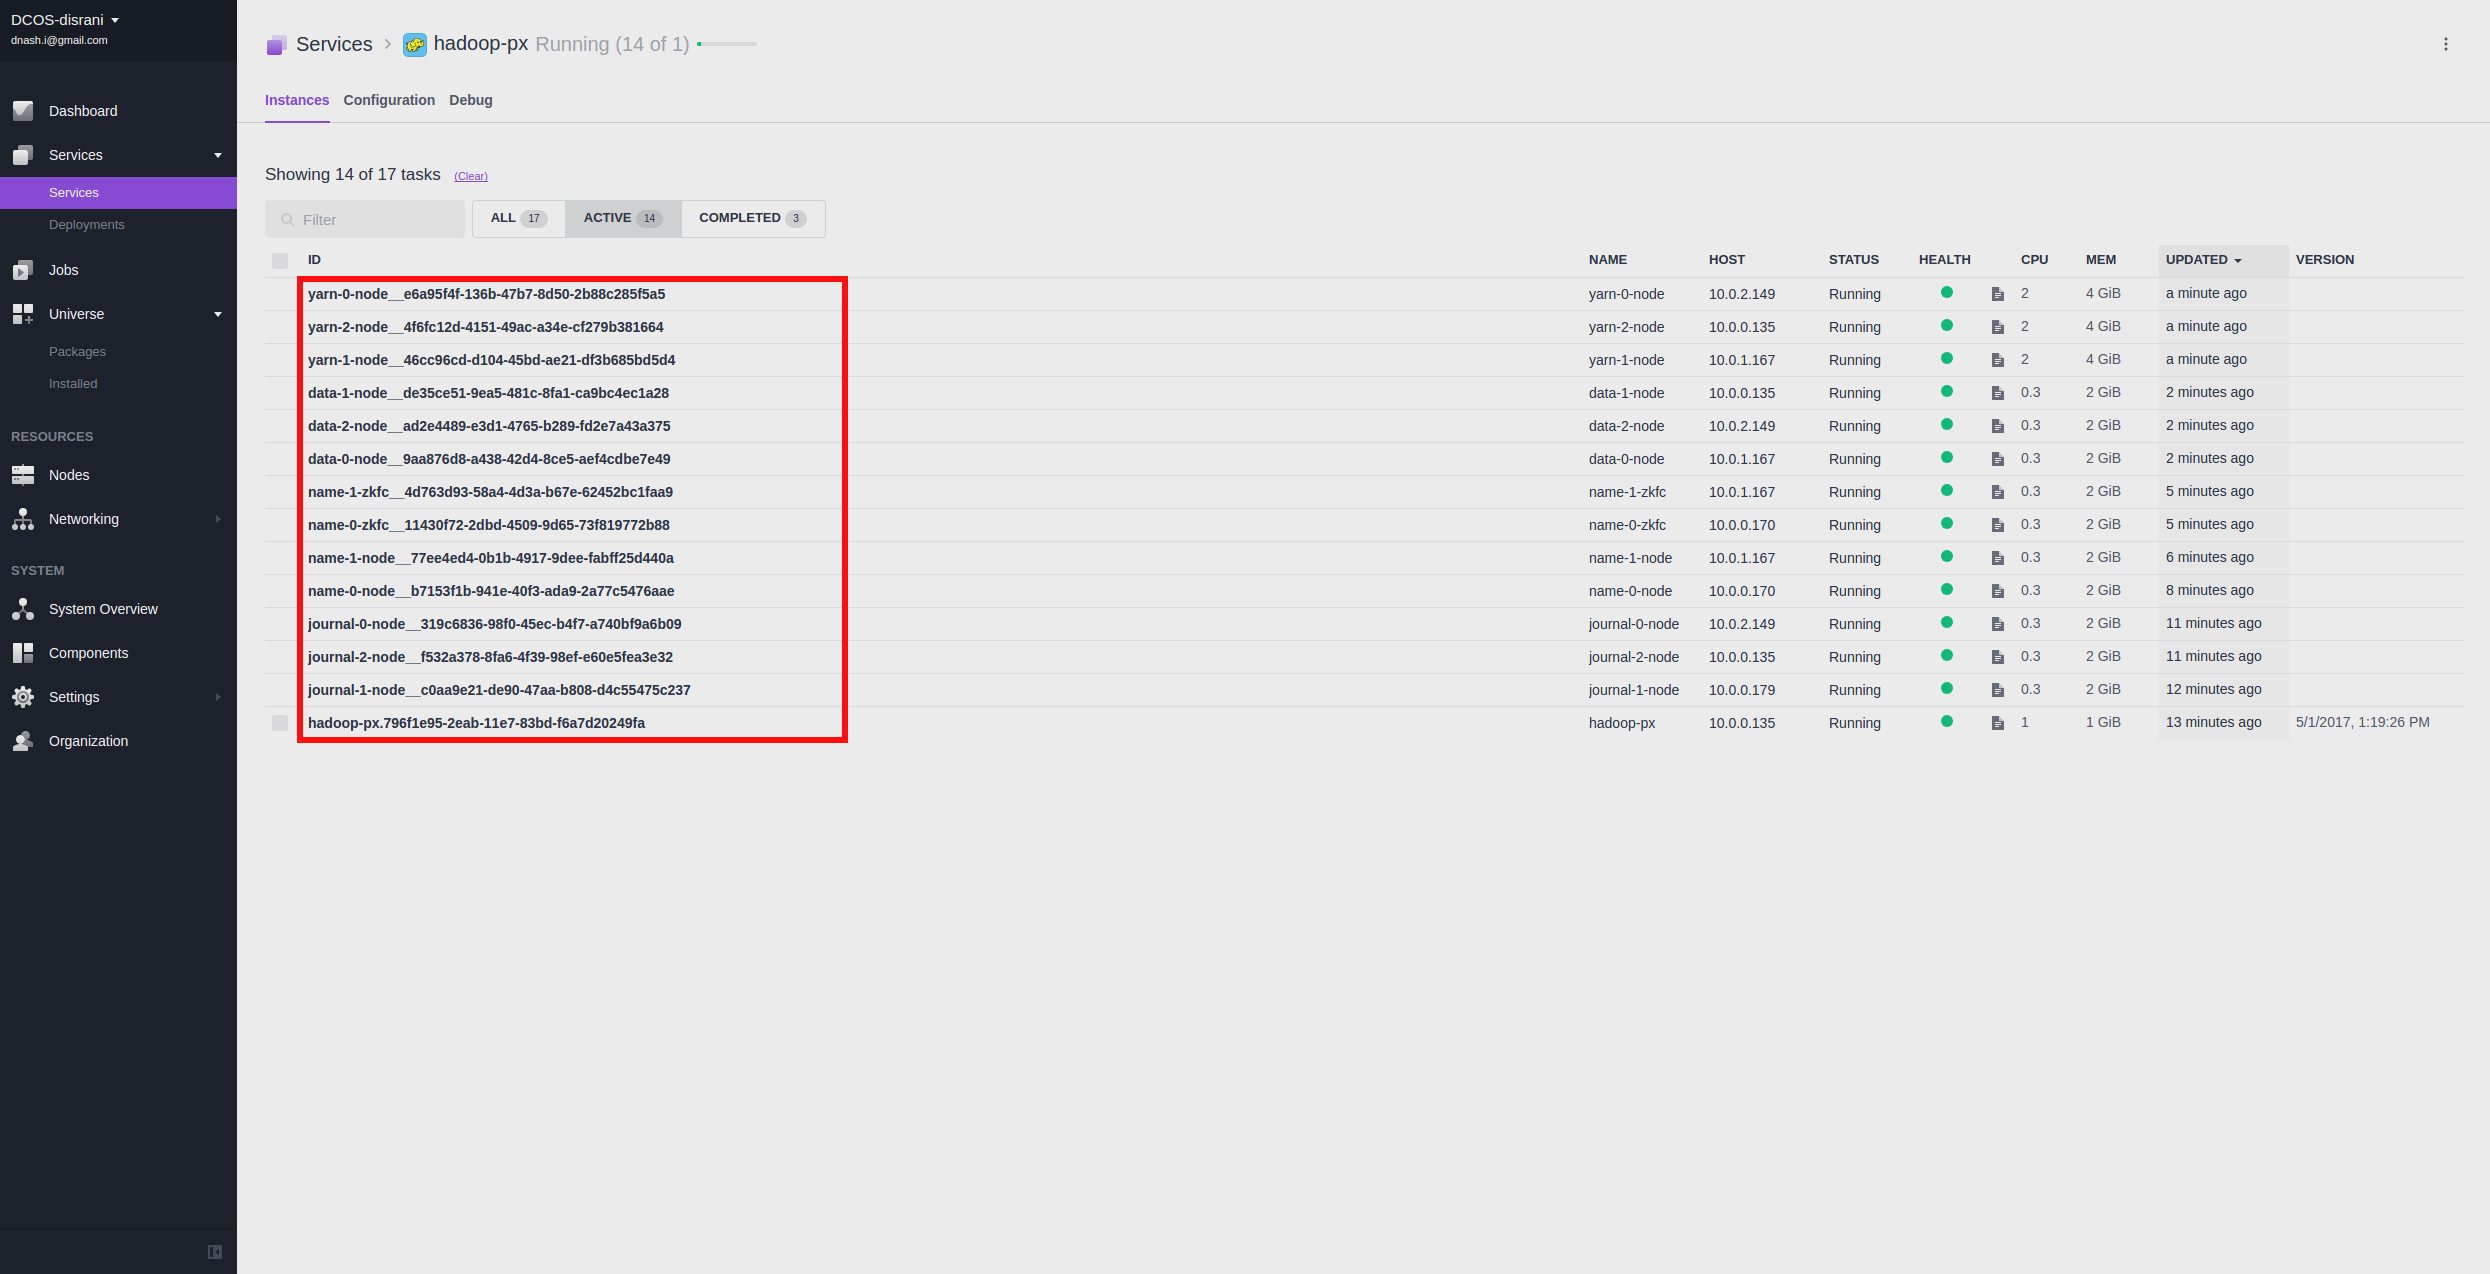 DCOS-disrani
dnash.i@gmail.com
Dashboard
Services
Services
Deployments
Jobs
Universe
Packages
Installed
RESOURCES
Nodes
Networking
SYSTEM
System Overview
Components
Settings
Organization
Services hadoop-px Running (14 of 1)
Instances Configuration Debug
Showing 14 of 17 tasks (Clear)
Filter ALL 17 ACTIVE 14 COMPLETED 3
ID NAME HOST STATUS HEALTH CPU MEM UPDATED VERSION
yarn-0-node__e6a95f4f-136b-47b7-8d50-2b88c285f5a5 yarn-0-node 10.0.2.149 Running 2 4 GiB a minute ago
yarn-2-node__4f6fc12d-4151-49ac-a34e-cf279b381664 yarn-2-node 10.0.0.135 Running 2 4 GiB a minute ago
yarn-1-node__46cc96cd-d104-45bd-ae21-df3b685bd5d4 yarn-1-node 10.0.1.167 Running 2 4 GiB a minute ago
data-1-node__de35ce51-9ea5-481c-8fa1-ca9bc4ec1a28 data-1-node 10.0.0.135 Running 0.3 2 GiB 2 minutes ago
data-2-node__ad2e4489-e3d1-4765-b289-fd2e7a43a375 data-2-node 10.0.2.149 Running 0.3 2 GiB 2 minutes ago
data-0-node__9aa876d8-a438-42d4-8ce5-aef4cdbe7e49 data-0-node 10.0.1.167 Running 0.3 2 GiB 2 minutes ago
name-1-zkfc__4d763d93-58a4-4d3a-b67e-62452bc1faa9 name-1-zkfc 10.0.1.167 Running 0.3 2 GiB 5 minutes ago
name-0-zkfc__11430f72-2dbd-4509-9d65-73f819772b88 name-0-zkfc 10.0.0.170 Running 0.3 2 GiB 5 minutes ago
name-1-node__77ee4ed4-0b1b-4917-9dee-fabff25d440a name-1-node 10.0.1.167 Running 0.3 2 GiB 6 minutes ago
name-0-node__b7153f1b-941e-40f3-ada9-2a77c5476aae name-0-node 10.0.0.170 Running 0.3 2 GiB 8 minutes ago
journal-0-node__319c6836-98f0-45ec-b4f7-a740bf9a6b09 journal-0-node 10.0.2.149 Running 0.3 2 GiB 11 minutes ago
journal-2-node__f532a378-8fa6-4f39-98ef-e60e5fea3e32 journal-2-node 10.0.0.135 Running 0.3 2 GiB 11 minutes ago
journal-1-node__c0aa9e21-de90-47aa-b808-d4c55475c237 journal-1-node 10.0.0.179 Running 0.3 2 GiB 12 minutes ago
hadoop-px.796f1e95-2eab-11e7-83bd-f6a7d20249fa hadoop-px 10.0.0.135 Running 1 1 GiB 13 minutes ago 5/1/2017, 1:19:26 PM